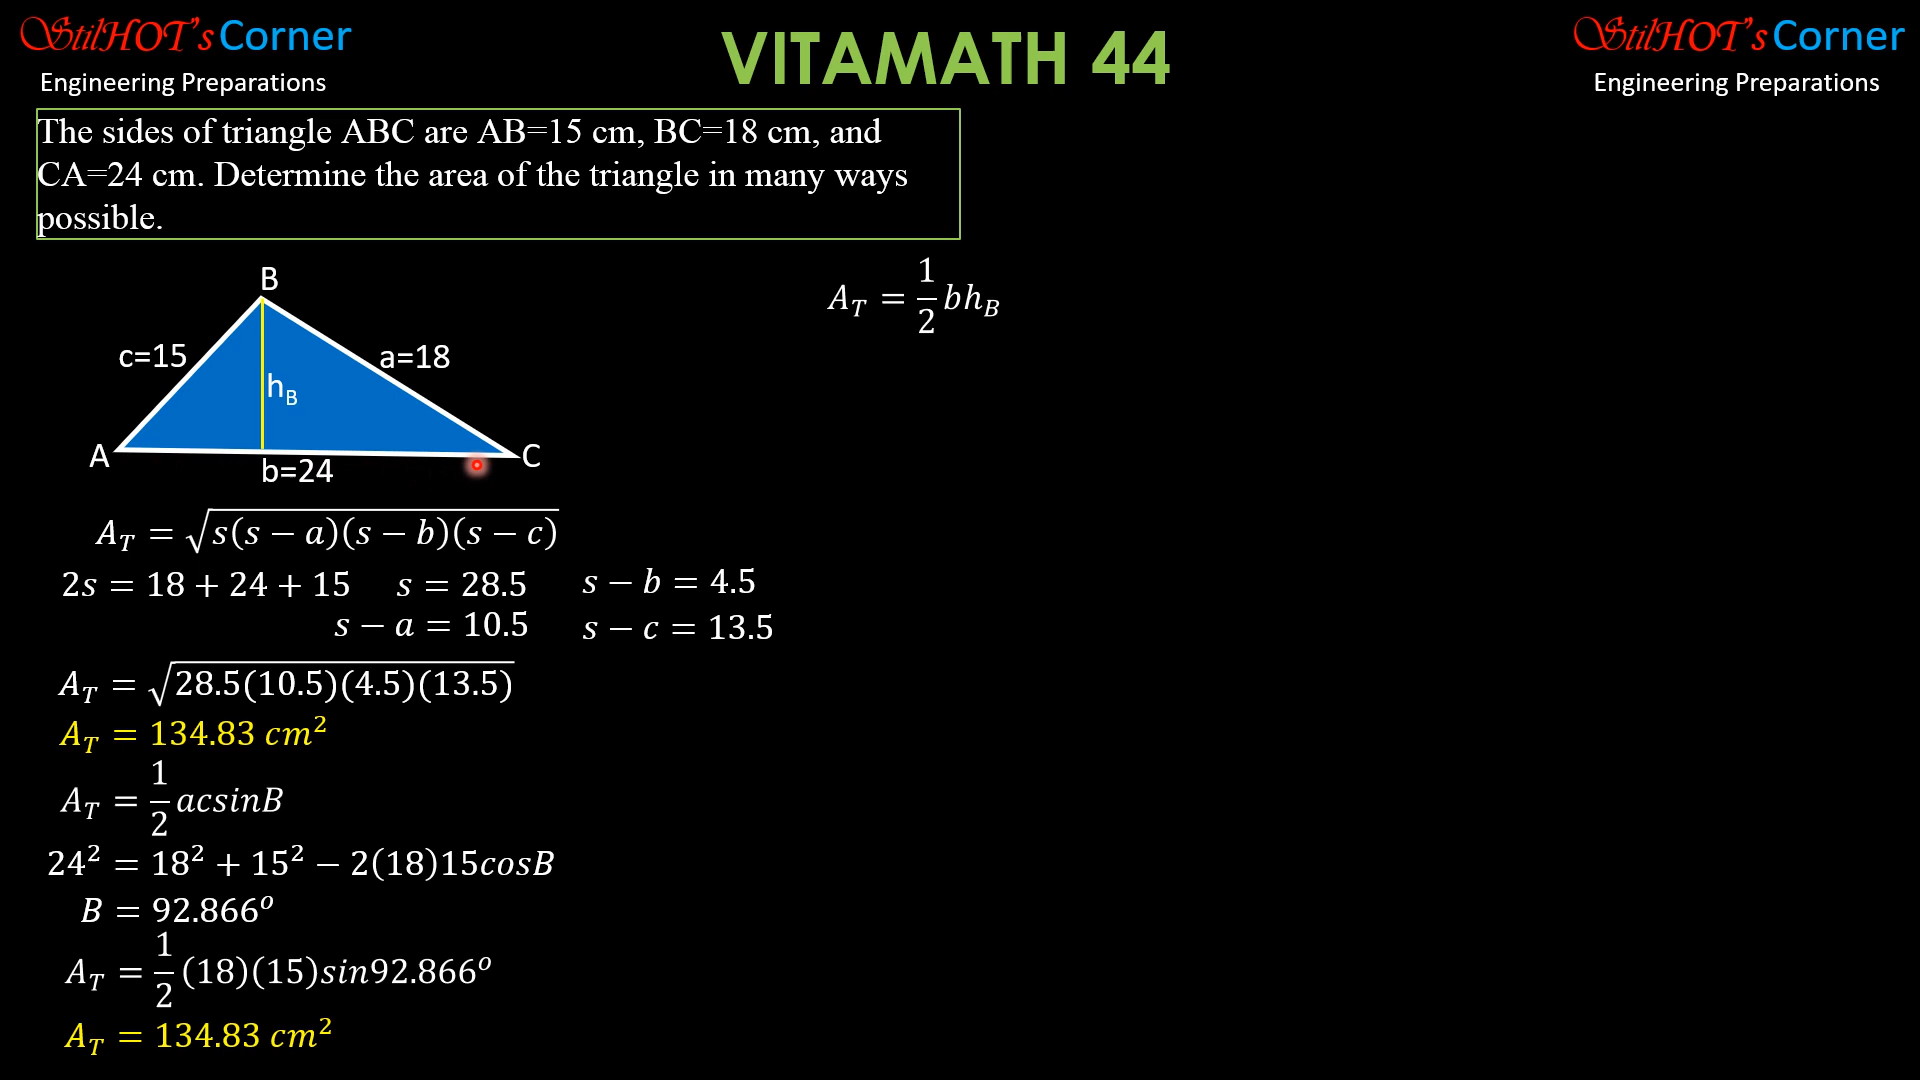 StilHOT's Corner
Engineering Preparations
VITAMATH 44
StilHOT's Corner
Engineering Preparations
The sides of triangle ABC are AB=15 cm, BC=18 cm, and
CA=24 cm. Determine the area of the triangle in many ways
possible.
B
c=15
a=18
h_B
A
C
b=24
A_T = √(s(s − a)(s − b)(s − c))
2s = 18 + 24 + 15 s = 28.5 s − b = 4.5
s − a = 10.5 s − c = 13.5
A_T = √(28.5(10.5)(4.5)(13.5))
A_T = 134.83 cm²
A_T = 1/2 acsinB
24² = 18² + 15² − 2(18)15cosB
B = 92.866°
A_T = 1/2 (18)(15)sin92.866°
A_T = 134.83 cm²
A_T = 1/2 bh_B